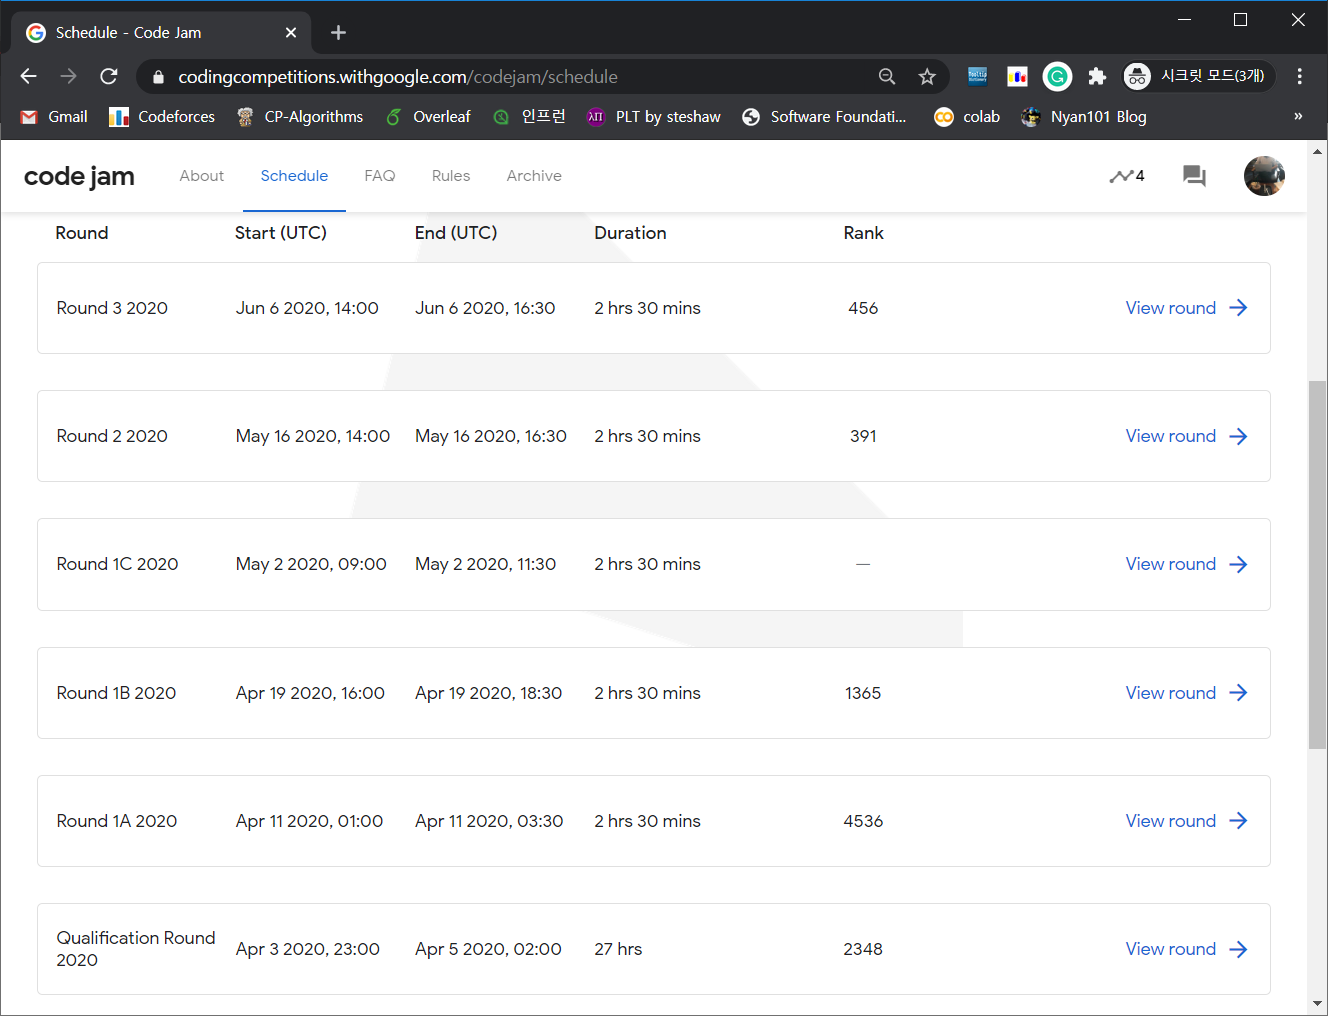 Schedule - Code Jam
codingcompetitions.withgoogle.com/codejam/schedule
시크릿 모드(3개)
Gmail
Codeforces
CP-Algorithms
Overleaf
인프런
λΠ
PLT by steshaw
Software Foundati...
colab
Nyan101 Blog
»
code jam
About
Schedule
FAQ
Rules
Archive
4
Round Start (UTC) End (UTC) Duration Rank
Round 3 2020 Jun 6 2020, 14:00 Jun 6 2020, 16:30 2 hrs 30 mins 456 View round
Round 2 2020 May 16 2020, 14:00 May 16 2020, 16:30 2 hrs 30 mins 391 View round
Round 1C 2020 May 2 2020, 09:00 May 2 2020, 11:30 2 hrs 30 mins — View round
Round 1B 2020 Apr 19 2020, 16:00 Apr 19 2020, 18:30 2 hrs 30 mins 1365 View round
Round 1A 2020 Apr 11 2020, 01:00 Apr 11 2020, 03:30 2 hrs 30 mins 4536 View round
Qualification Round
2020
Apr 3 2020, 23:00 Apr 5 2020, 02:00 27 hrs 2348 View round